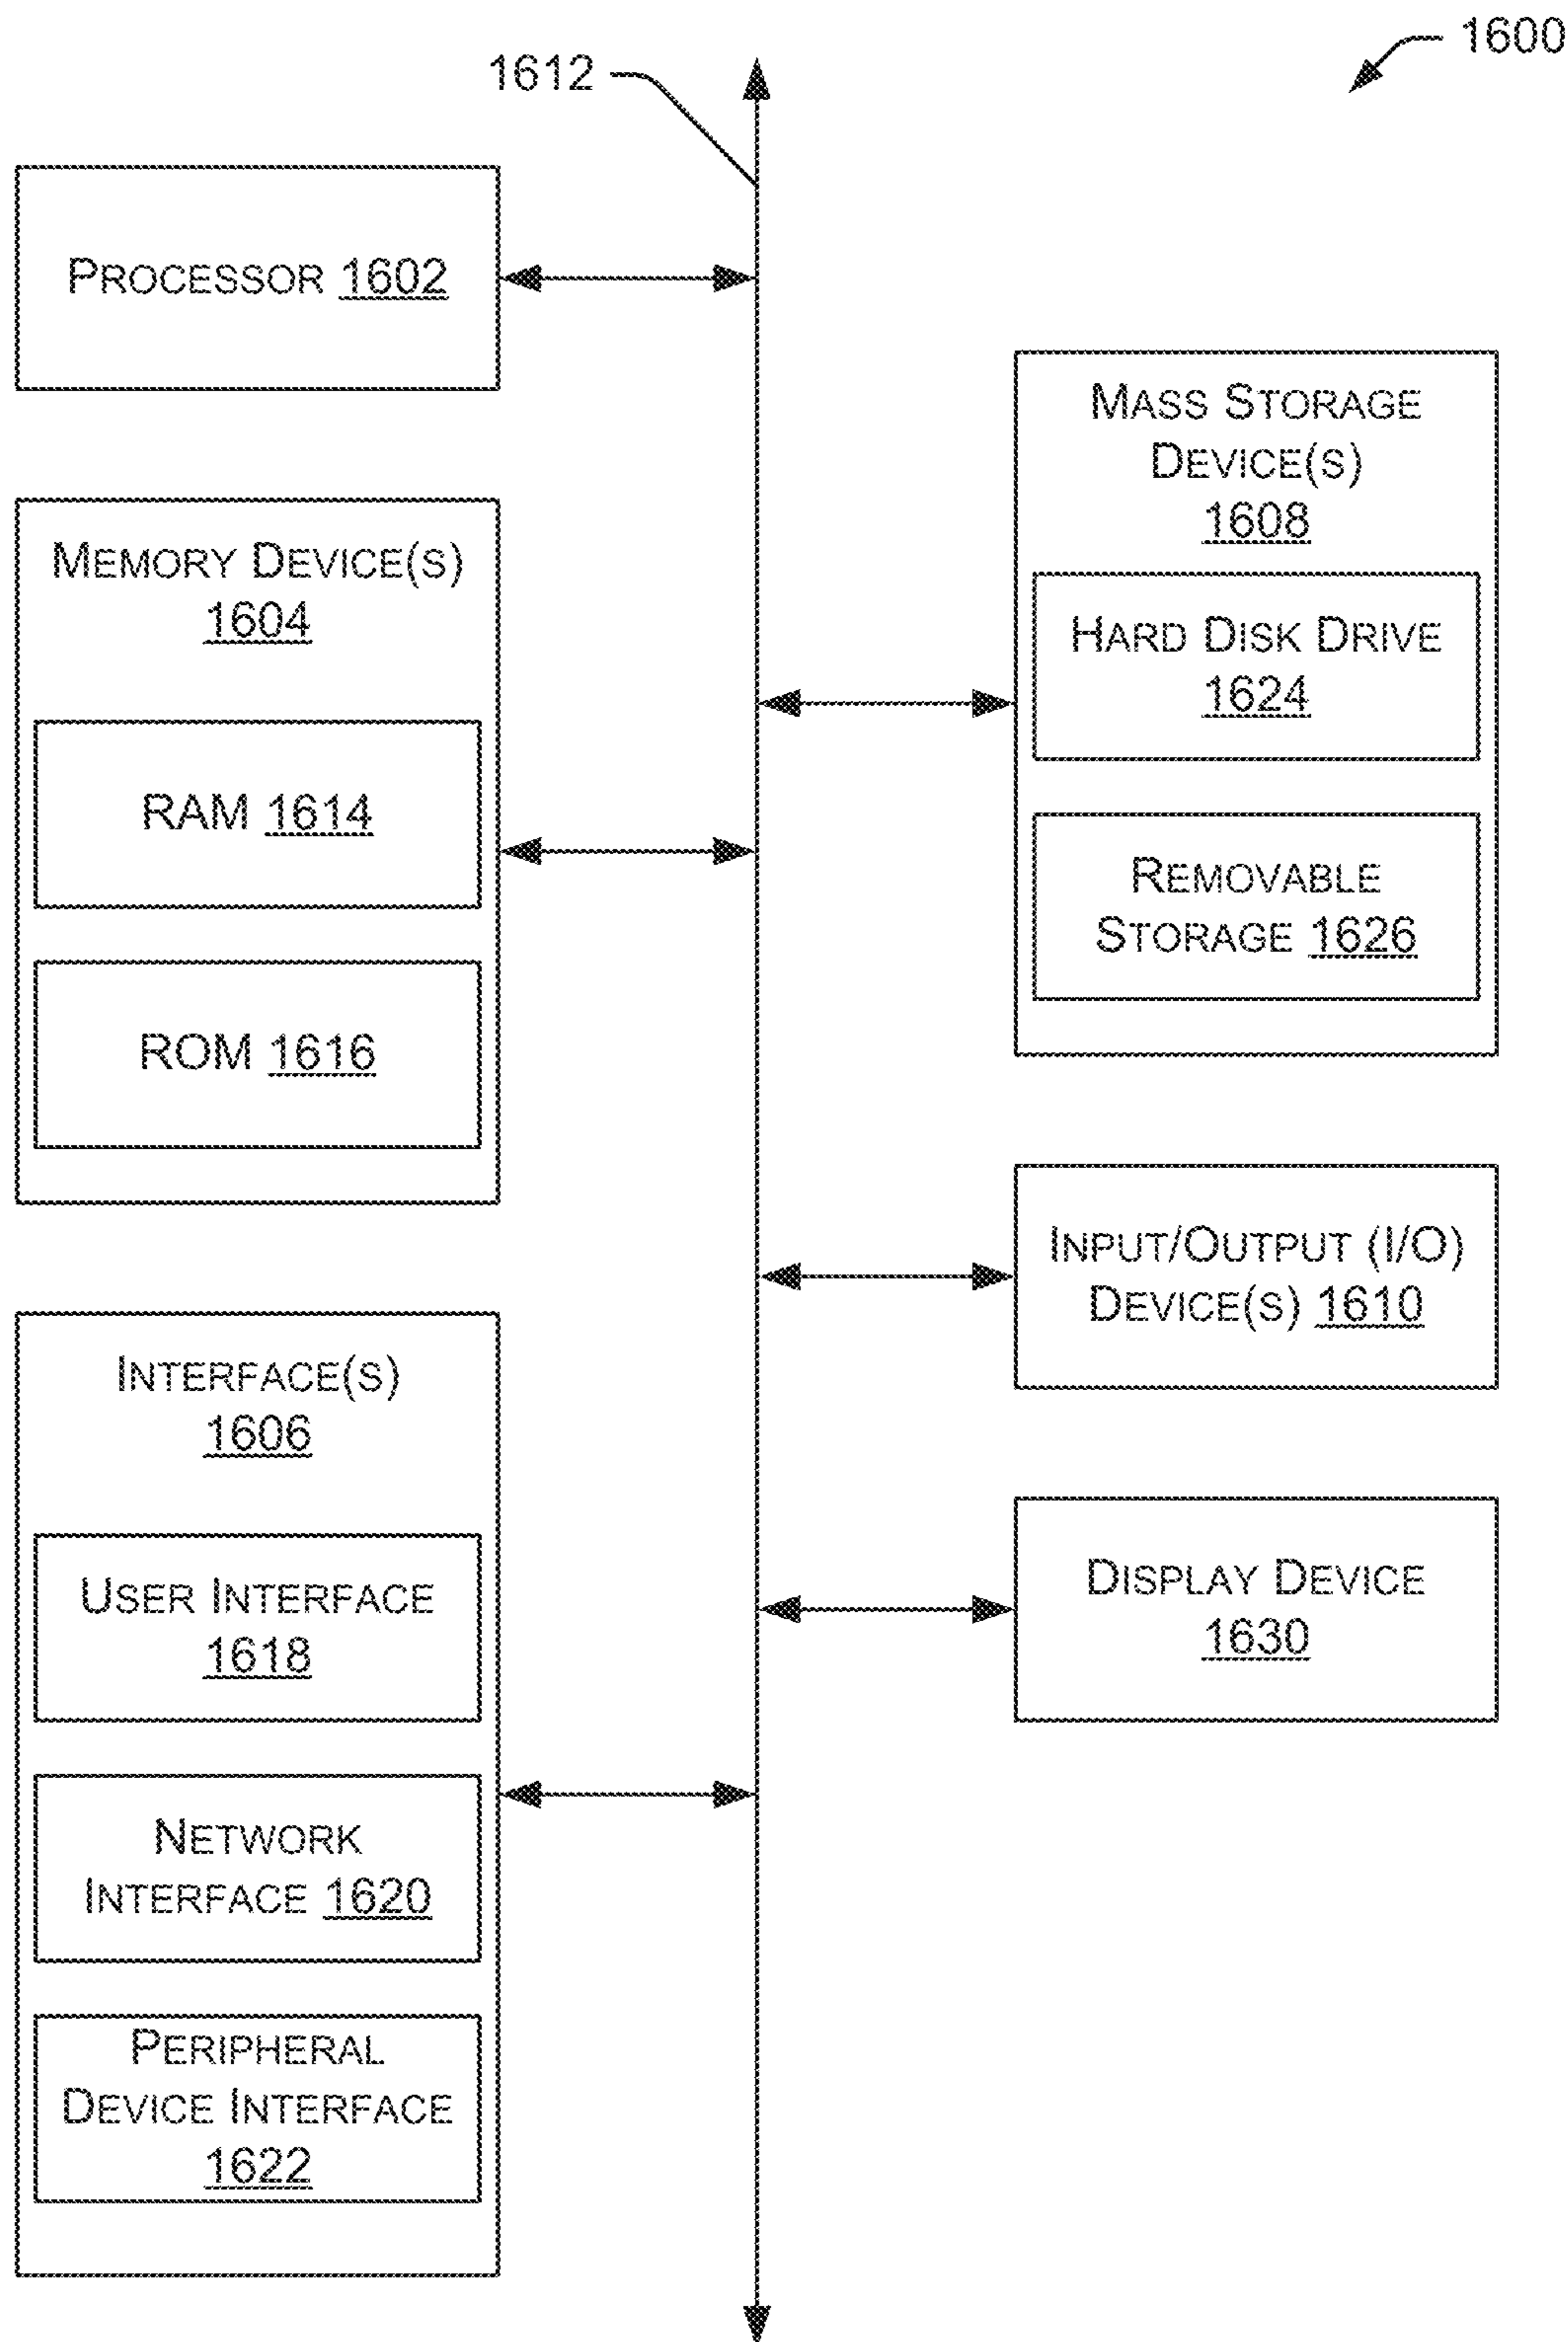 1600
1612
PROCESSOR 1602
MEMORY DEVICE(S)
1604
RAM 1614
ROM 1616
INTERFACE(S)
1606
USER INTERFACE
1618
NETWORK
INTERFACE 1620
PERIPHERAL
DEVICE INTERFACE
1622
MASS STORAGE
DEVICE(S)
1608
HARD DISK DRIVE
1624
REMOVABLE
STORAGE 1626
INPUT/OUTPUT (I/O)
DEVICE(S) 1610
DISPLAY DEVICE
1630